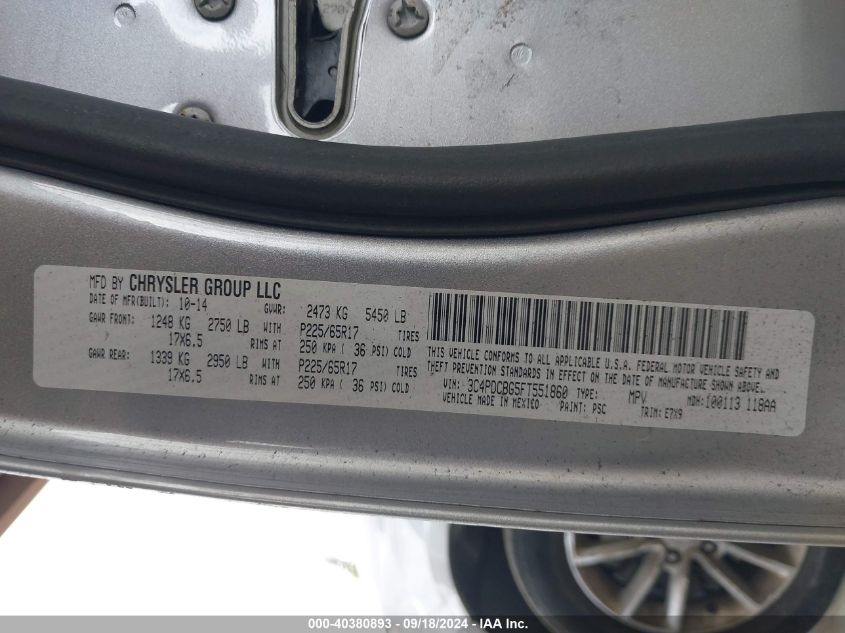 MFD BY CHRYSLER GROUP LLC
DATE OF MFR(BUILT): 10-14 GVWR: 2473 KG 5450 LB
GAWR FRONT: 1248 KG 2750 LB WITH P225/65R17 TIRES
17X6.5 RIMS AT 250 KPA ( 36 PSI) COLD
GAWR REAR: 1339 KG 2950 LB WITH P225/65R17 TIRES
17X6.5 RIMS AT 250 KPA ( 36 PSI) COLD
THIS VEHICLE CONFORMS TO ALL APPLICABLE U.S.A. FEDERAL MOTOR VEHICLE SAFETY AND
THEFT PREVENTION STANDARDS IN EFFECT ON THE DATE OF MANUFACTURE SHOWN ABOVE.
VIN: 3C4PDCBG5FT551860 TYPE: MPV MDH: 100113 118AA
VEHICLE MADE IN MEXICO PAINT: PSC TRIM: E7X9
000-40380893 - 09/18/2024 - IAA Holdings, LLC.